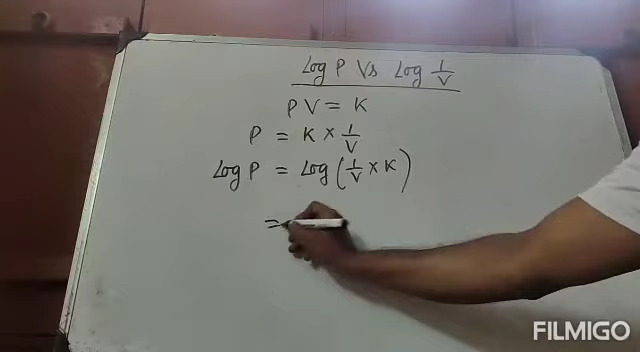 Log P Vs Log 1/V
PV = K
P = K × 1/V
Log P = Log (1/V × K)
=
FILMIGO